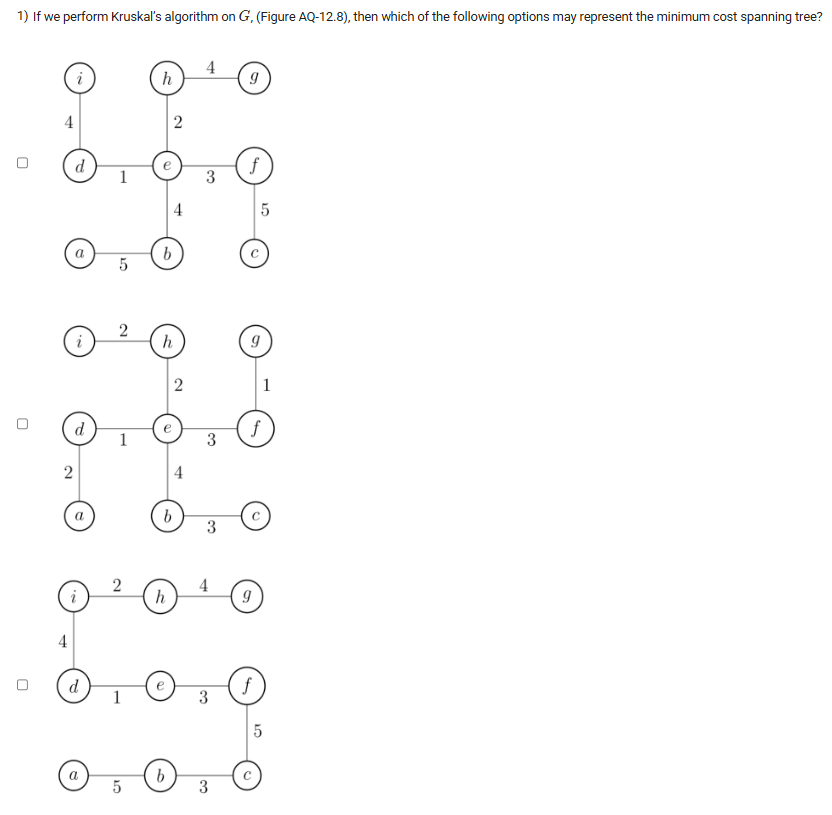 1) If we perform Kruskal's algorithm on G, (Figure AQ-12.8), then which of the following options may represent the minimum cost spanning tree?
i h 4 g
4 2
d 1 e 3 f
4 5
a 5 b c
i 2 h g
2 1
d 1 e 3 f
2 4
a b 3 c
i 2 h 4 g
4
d 1 e 3 f
5
a 5 b 3 c